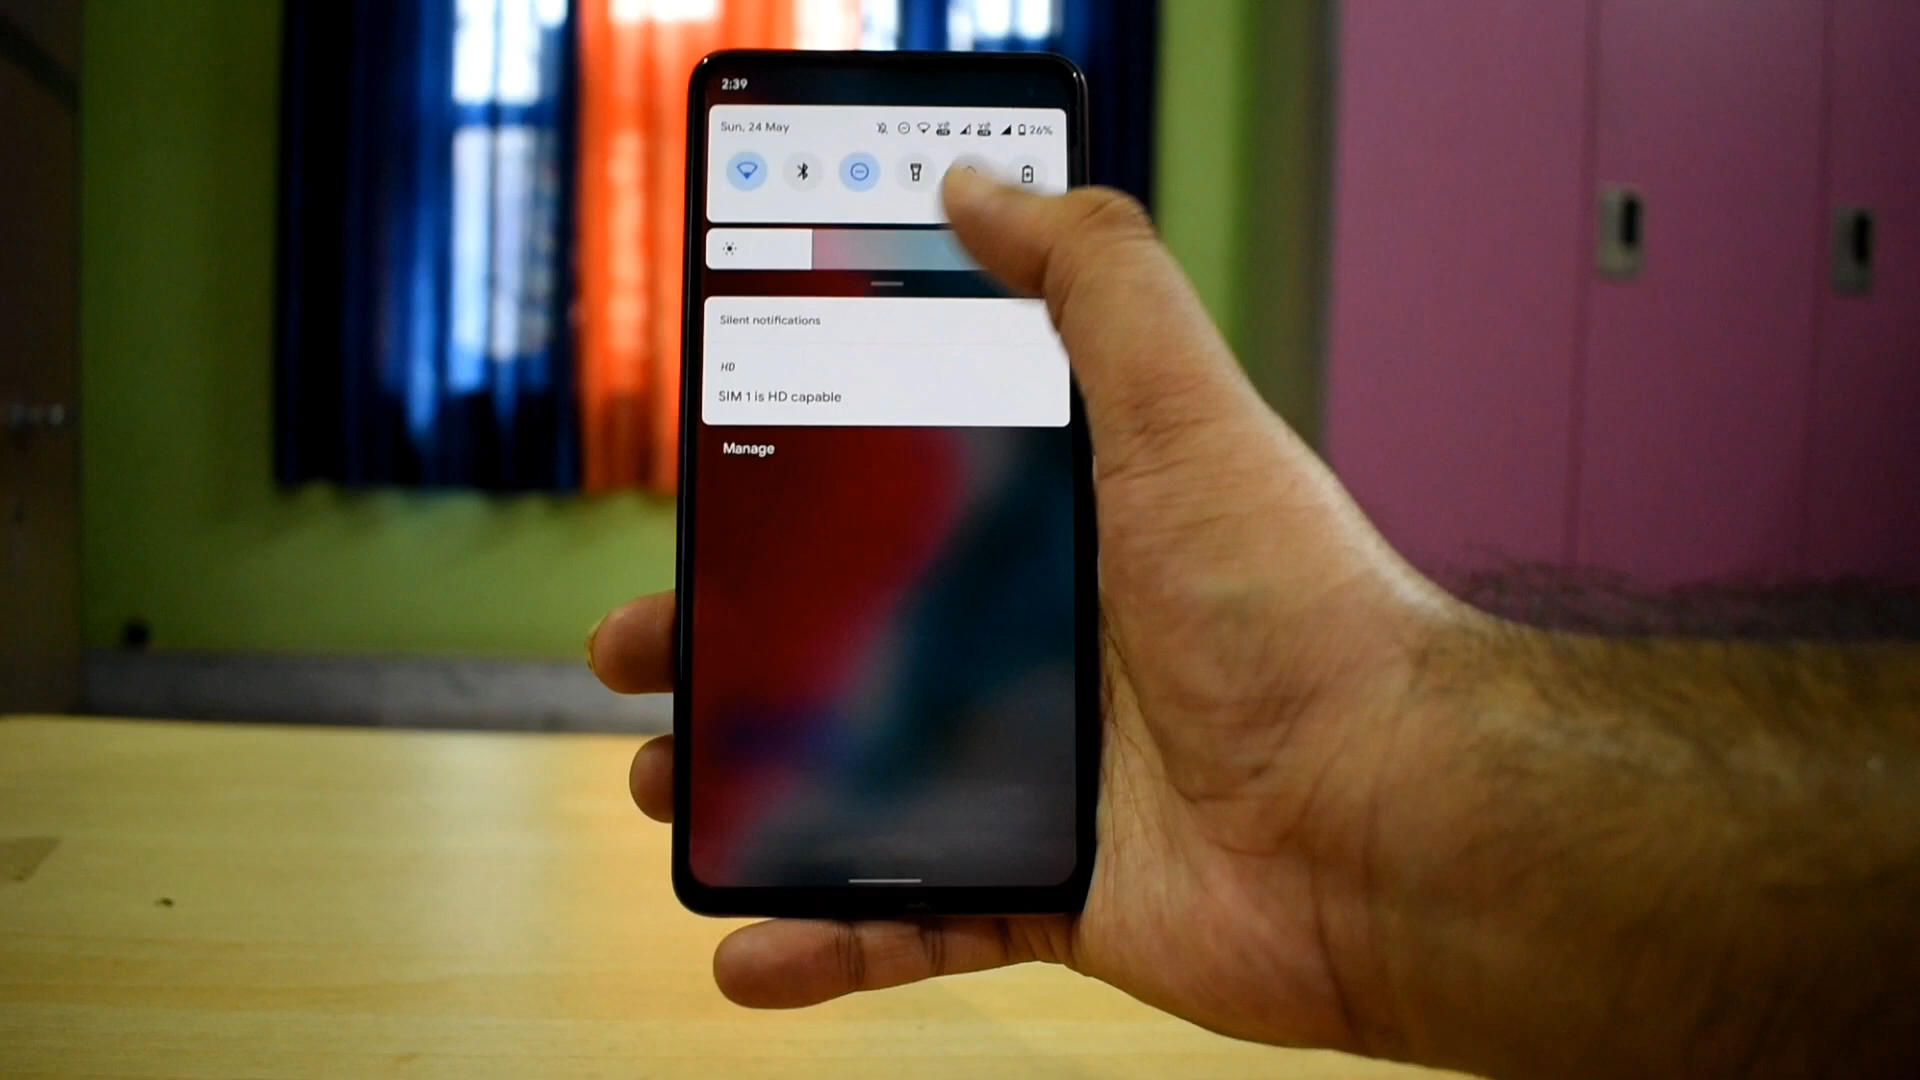 2:39
Sun, 24 May
26%
Silent notifications
HD
SIM 1 is HD capable
Manage